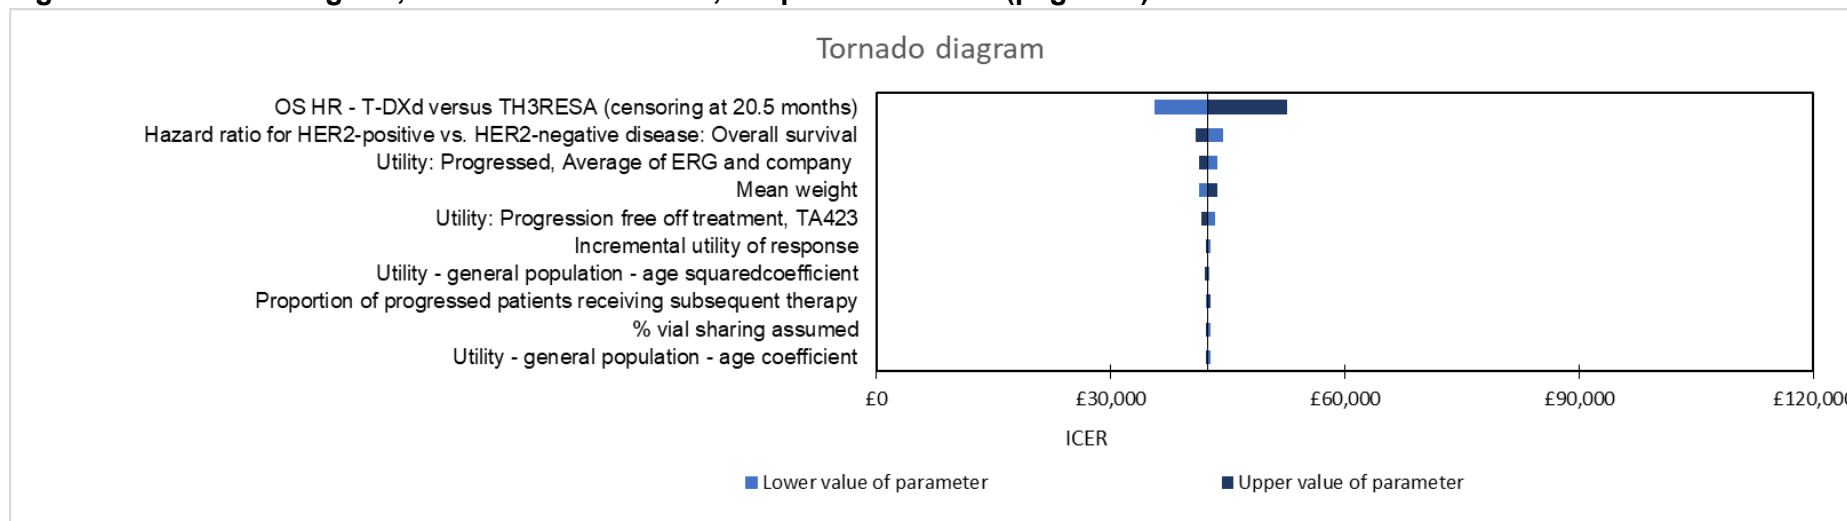 Tornado diagram
OS HR - T-DXd versus TH3RESA (censoring at 20.5 months)
Hazard ratio for HER2-positive vs. HER2-negative disease: Overall survival
Utility: Progressed, Average of ERG and company
Mean weight
Utility: Progression free off treatment, TA423
Incremental utility of response
Utility - general population - age squaredcoefficient
Proportion of progressed patients receiving subsequent therapy
% vial sharing assumed
Utility - general population - age coefficient
£0 £30,000 £60,000 £90,000 £120,000
ICER
Lower value of parameter Upper value of parameter